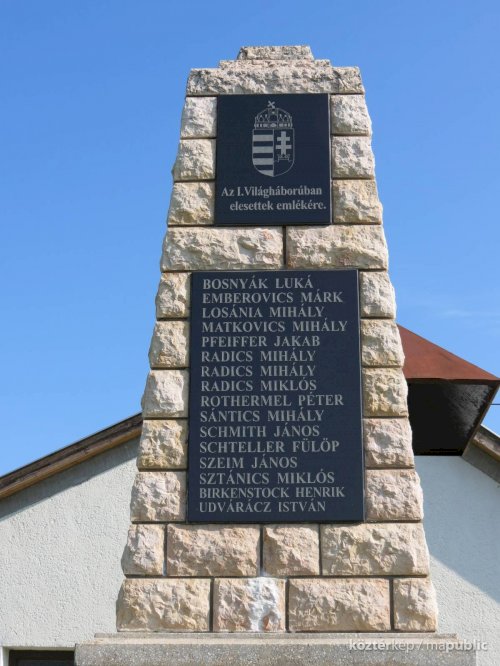 Az I. Világháborúban
elesettek emlékére.
BOSNYÁK LUKÁ
EMBEROVICS MÁRK
LOSÁNIA MIHÁLY
MATKOVICS MIHÁLY
PFEIFFER JAKAB
RADICS MIHÁLY
RADICS MIHÁLY
RADICS MIKLÓS
ROTHERMEL PÉTER
SÁNTICS MIHÁLY
SCHMITH JÁNOS
SCHTELLER FÜLÖP
SZEIM JÁNOS
SZTÁNICS MIKLÓS
BIRKENSTOCK HENRIK
UDVARÁCZ ISTVÁN
köztérkép / mapublic